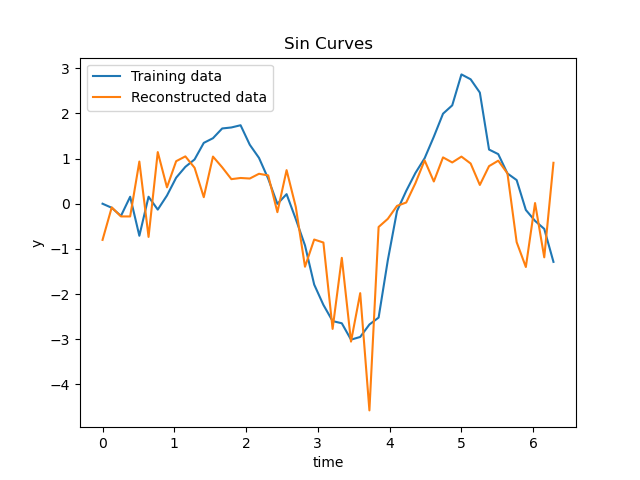 Sin Curves
Training data
Reconstructed data
3
2
1
0
−1
−2
−3
−4
y
0 1 2 3 4 5 6
time